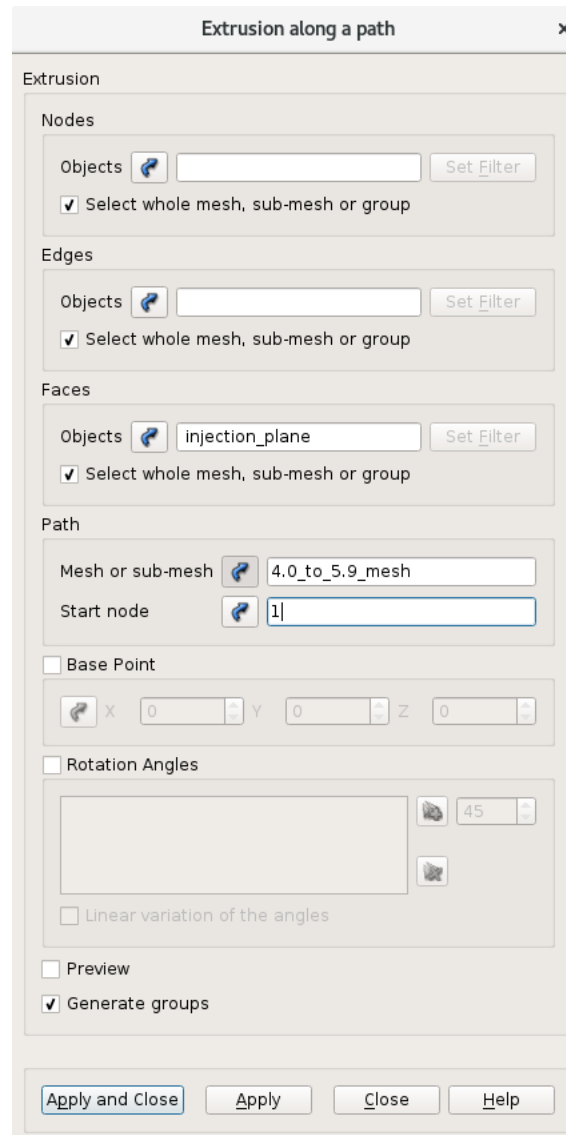 Extrusion along a path
Extrusion
Nodes
Objects Set Filter
Select whole mesh, sub-mesh or group
Edges
Objects Set Filter
Select whole mesh, sub-mesh or group
Faces
Objects injection_plane Set Filter
Select whole mesh, sub-mesh or group
Path
Mesh or sub-mesh 4.0_to_5.9_mesh
Start node 1
Base Point
X 0 Y 0 Z 0
Rotation Angles
45
Linear variation of the angles
Preview
Generate groups
Apply and Close Apply Close Help